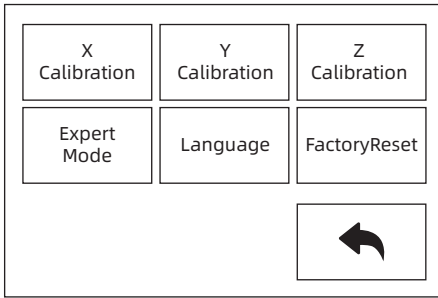 X
Calibration
Y
Calibration
Z
Calibration
Expert
Mode
Language
FactoryReset